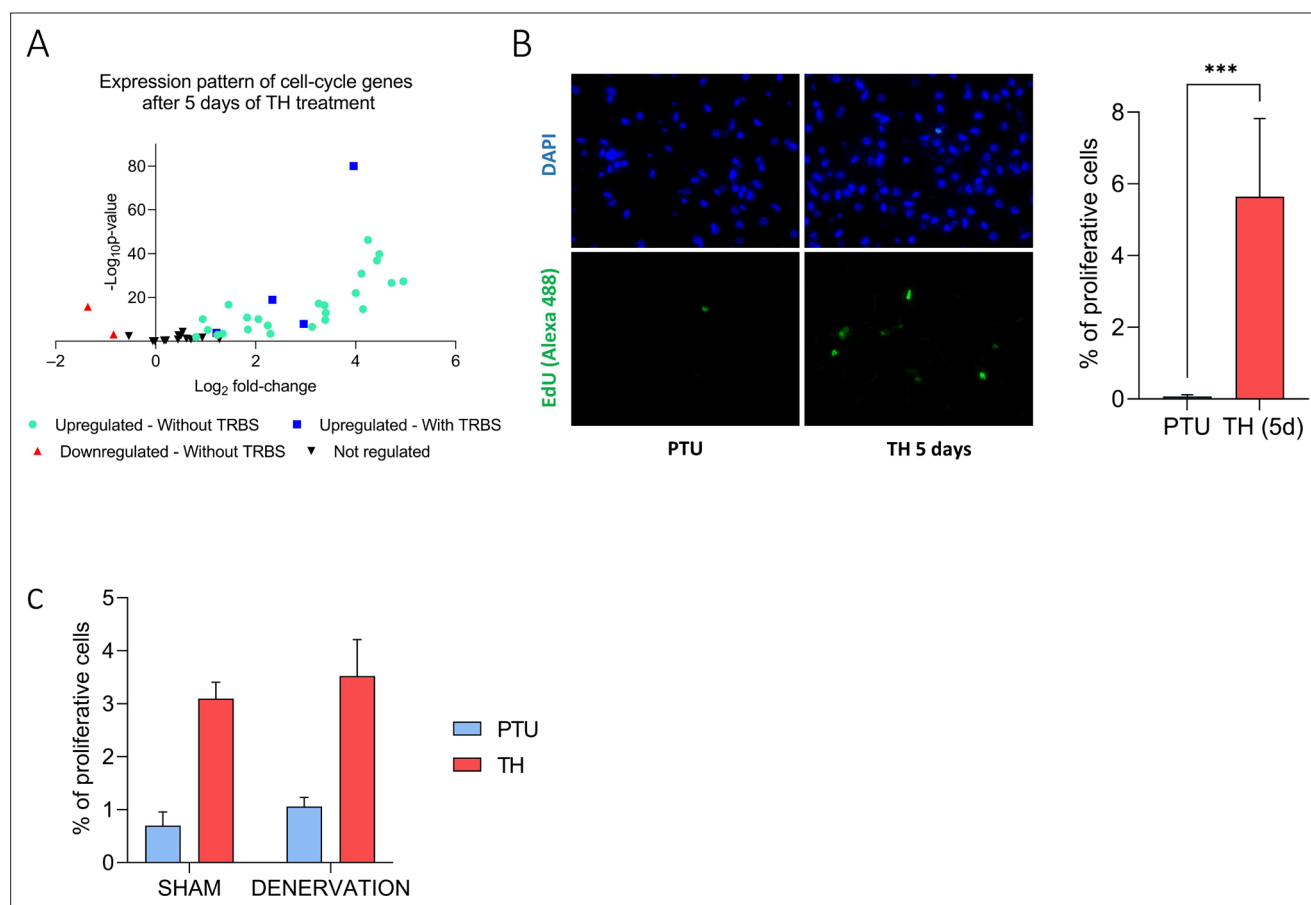 A
Expression pattern of cell-cycle genes
after 5 days of TH treatment
-Log10p-value
80
60
40
20
−2
0
2
4
6
Log2 fold-change
Upregulated - Without TRBS
Upregulated - With TRBS
Downregulated - Without TRBS
Not regulated
B
DAPI
EdU (Alexa 488)
PTU
TH 5 days
***
% of proliferative cells
8
6
4
2
0
PTU
TH (5d)
C
% of proliferative cells
5
4
3
2
1
0
SHAM
DENERVATION
PTU
TH